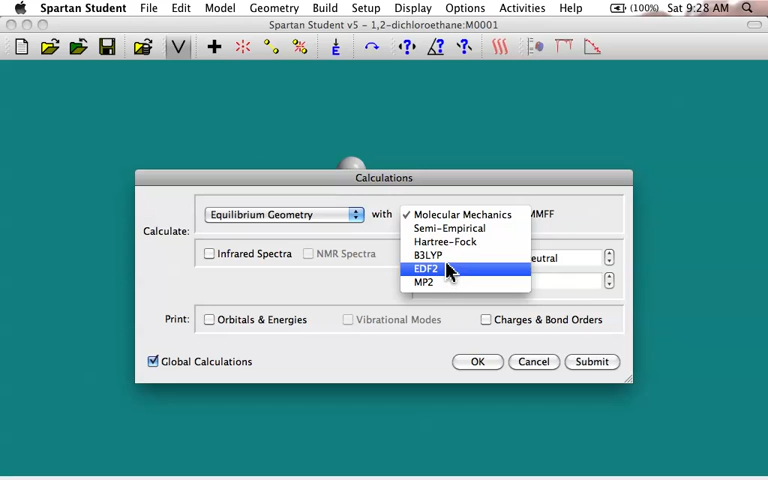 Spartan Student File Edit Model Geometry Build Setup Display Options Activities Help (100%) Sat 9:28 AM
Spartan Student v5 - 1,2-dichloroethane:M0001
Calculations
Calculate: Equilibrium Geometry with ✓ Molecular Mechanics MMFF
Semi-Empirical
Hartree-Fock
B3LYP
EDF2
MP2
Infrared Spectra NMR Spectra eutral
Print: Orbitals & Energies Vibrational Modes Charges & Bond Orders
Global Calculations OK Cancel Submit